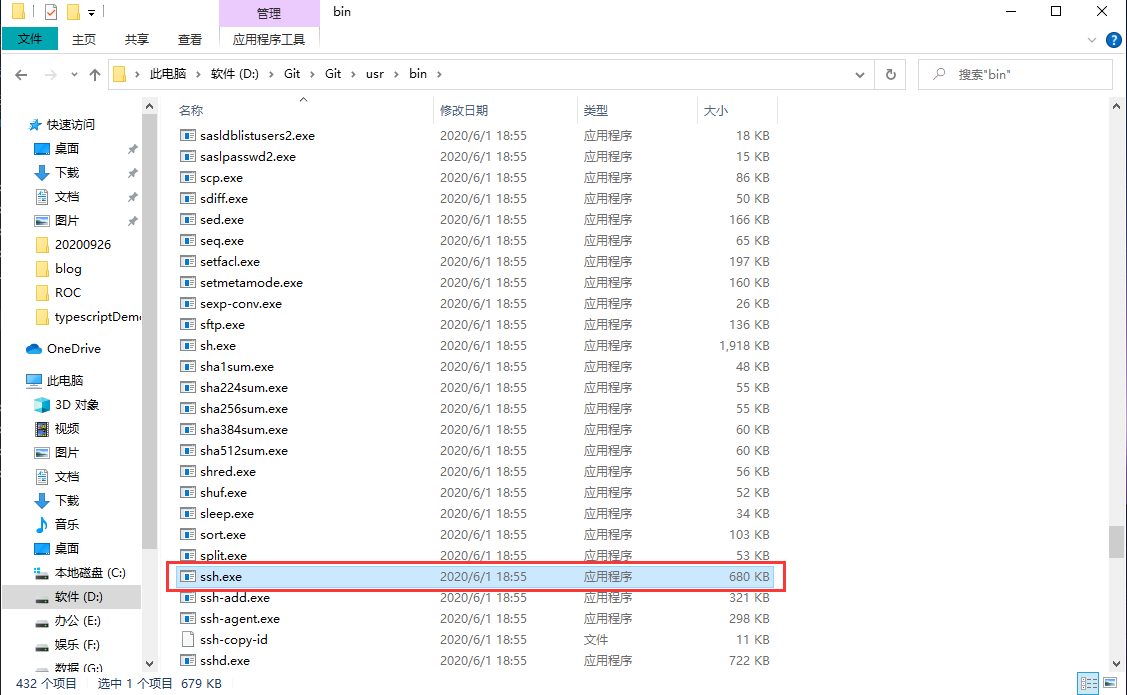 管理
bin
文件 主页 共享 查看 应用程序工具
此电脑 > 软件 (D:) > Git > Git > usr > bin >
搜索"bin"
快速访问
桌面
下载
文档
图片
20200926
blog
ROC
typescriptDem
OneDrive
此电脑
3D 对象
视频
图片
文档
下载
音乐
桌面
本地磁盘 (C:)
软件 (D:)
办公 (E:)
娱乐 (F:)
数据 (G:)
名称 修改日期 类型 大小
sasldblistusers2.exe 2020/6/1 18:55 应用程序 18 KB
saslpasswd2.exe 2020/6/1 18:55 应用程序 15 KB
scp.exe 2020/6/1 18:55 应用程序 86 KB
sdiff.exe 2020/6/1 18:55 应用程序 50 KB
sed.exe 2020/6/1 18:55 应用程序 166 KB
seq.exe 2020/6/1 18:55 应用程序 65 KB
setfacl.exe 2020/6/1 18:55 应用程序 197 KB
setmetamode.exe 2020/6/1 18:55 应用程序 160 KB
sexp-conv.exe 2020/6/1 18:55 应用程序 26 KB
sftp.exe 2020/6/1 18:55 应用程序 136 KB
sh.exe 2020/6/1 18:55 应用程序 1,918 KB
sha1sum.exe 2020/6/1 18:55 应用程序 48 KB
sha224sum.exe 2020/6/1 18:55 应用程序 55 KB
sha256sum.exe 2020/6/1 18:55 应用程序 55 KB
sha384sum.exe 2020/6/1 18:55 应用程序 60 KB
sha512sum.exe 2020/6/1 18:55 应用程序 60 KB
shred.exe 2020/6/1 18:55 应用程序 56 KB
shuf.exe 2020/6/1 18:55 应用程序 52 KB
sleep.exe 2020/6/1 18:55 应用程序 34 KB
sort.exe 2020/6/1 18:55 应用程序 103 KB
split.exe 2020/6/1 18:55 应用程序 53 KB
ssh.exe 2020/6/1 18:55 应用程序 680 KB
ssh-add.exe 2020/6/1 18:55 应用程序 321 KB
ssh-agent.exe 2020/6/1 18:55 应用程序 298 KB
ssh-copy-id 2020/6/1 18:55 文件 11 KB
sshd.exe 2020/6/1 18:55 应用程序 722 KB
432 个项目 选中 1 个项目 679 KB